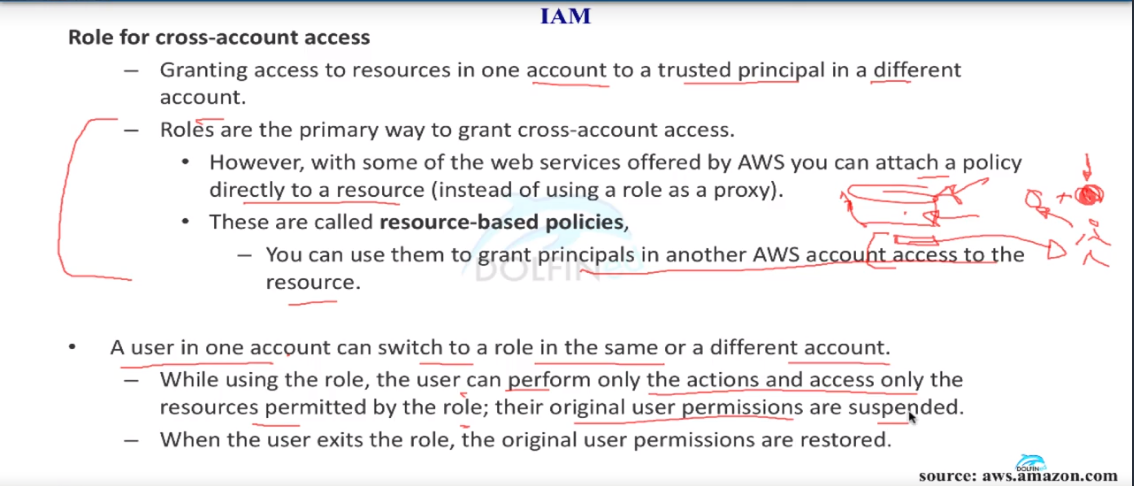 IAM
Role for cross-account access
– Granting access to resources in one account to a trusted principal in a different
account.
– Roles are the primary way to grant cross-account access.
• However, with some of the web services offered by AWS you can attach a policy
directly to a resource (instead of using a role as a proxy).
• These are called resource-based policies,
– You can use them to grant principals in another AWS account access to the
resource.
DOLFIN
• A user in one account can switch to a role in the same or a different account.
– While using the role, the user can perform only the actions and access only the
resources permitted by the role; their original user permissions are suspended.
– When the user exits the role, the original user permissions are restored.
DOLFIN
source: aws.amazon.com